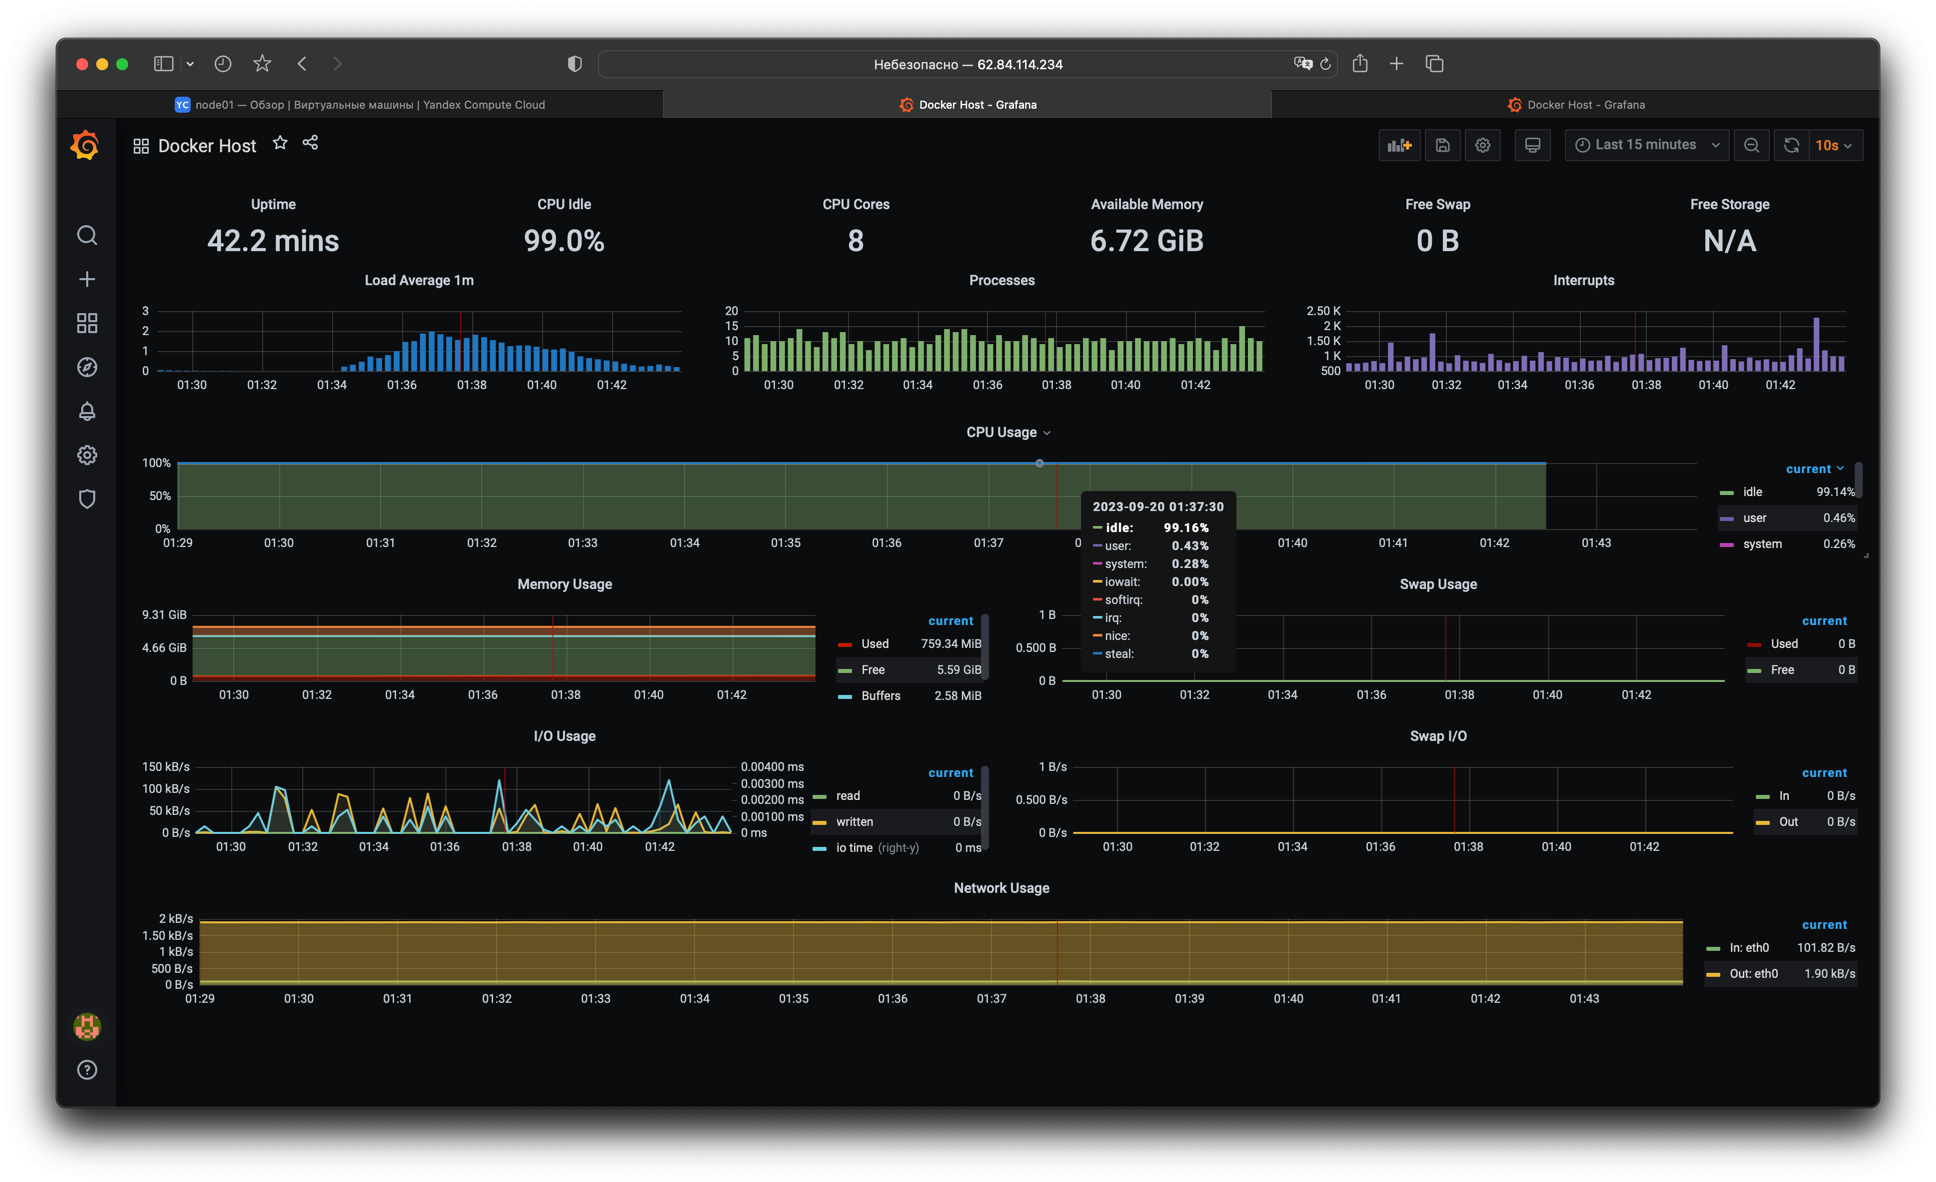 Небезопасно — 62.84.114.234
YC node01 — Обзор | Виртуальные машины | Yandex Compute Cloud
Docker Host - Grafana
Docker Host - Grafana
Docker Host
Last 15 minutes
10s
Uptime
42.2 mins
CPU Idle
99.0%
CPU Cores
8
Available Memory
6.72 GiB
Free Swap
0 B
Free Storage
N/A
Load Average 1m
3
2
1
0
01:30 01:32 01:34 01:36 01:38 01:40 01:42
Processes
20
15
10
5
0
01:30 01:32 01:34 01:36 01:38 01:40 01:42
Interrupts
2.50 K
2 K
1.50 K
1 K
500
01:30 01:32 01:34 01:36 01:38 01:40 01:42
CPU Usage
100%
50%
0%
01:29 01:30 01:31 01:32 01:33 01:34 01:35 01:36 01:37 0 01:40 01:41 01:42 01:43
current
idle 99.14%
user 0.46%
system 0.26%
2023-09-20 01:37:30
idle: 99.16%
user: 0.43%
system: 0.28%
iowait: 0.00%
softirq: 0%
irq: 0%
nice: 0%
steal: 0%
Memory Usage
9.31 GiB
4.66 GiB
0 B
01:30 01:32 01:34 01:36 01:38 01:40 01:42
current
Used 759.34 MiB
Free 5.59 GiB
Buffers 2.58 MiB
Swap Usage
1 B
0.500 B
0 B
01:30 01:32 01:34 01:36 01:38 01:40 01:42
current
Used 0 B
Free 0 B
I/O Usage
150 kB/s
100 kB/s
50 kB/s
0 B/s
0.00400 ms
0.00300 ms
0.00200 ms
0.00100 ms
0 ms
01:30 01:32 01:34 01:36 01:38 01:40 01:42
current
read 0 B/s
written 0 B/s
io time (right-y) 0 ms
Swap I/O
1 B/s
0.500 B/s
0 B/s
01:30 01:32 01:34 01:36 01:38 01:40 01:42
current
In 0 B/s
Out 0 B/s
Network Usage
2 kB/s
1.50 kB/s
1 kB/s
500 B/s
0 B/s
01:29 01:30 01:31 01:32 01:33 01:34 01:35 01:36 01:37 01:38 01:39 01:40 01:41 01:42 01:43
current
In: eth0 101.82 B/s
Out: eth0 1.90 kB/s